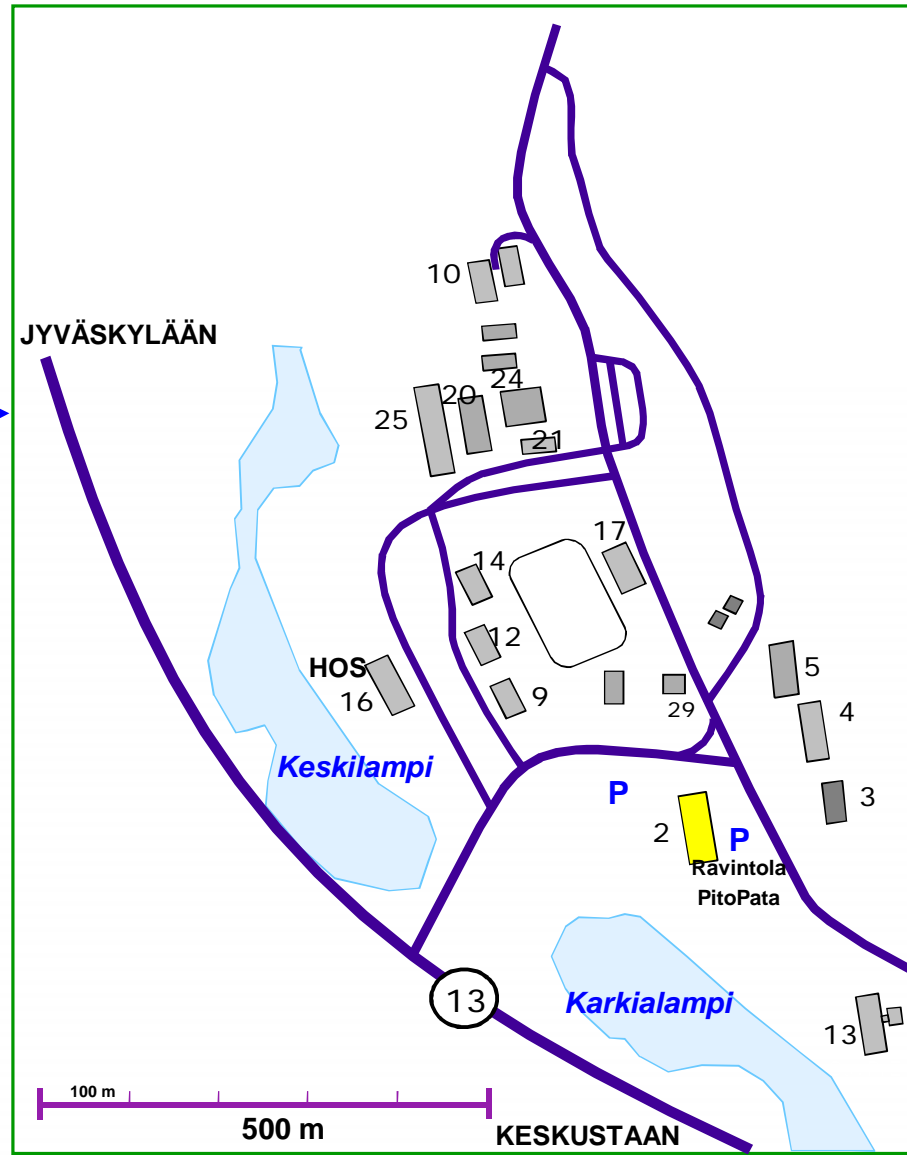 10
JYVÄSKYLÄÄN
24
20
25
21
17
14
12
HOS
16
9
29
5
4
Keskilampi
P
3
2
P
Ravintola
PitoPata
13
Karkialampi
13
100 m
500 m
KESKUSTAAN